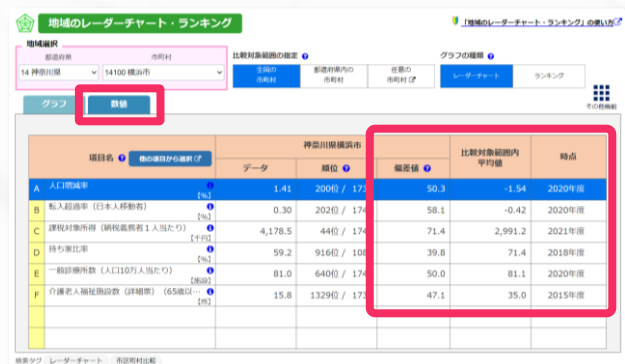 地域のレーダーチャート・ランキング
「地域のレーダーチャート・ランキング」の使い方
地域選択
都道府県 市町村
14 神奈川県 14100 横浜市
比較対象範囲の指定
全国の市町村 都道府県内の市町村 任意の市町村
グラフの種類
レーダーチャート ランキング
グラフ 数値
その他機能
項目名 他の項目から選択
神奈川県横浜市
データ 順位 偏差値
比較対象範囲内平均値
時点
A 人口増減率 【%】 1.41 200位 / 173 50.3 -1.54 2020年度
B 転入超過率(日本人移動者) 【%】 0.30 202位 / 174 58.1 -0.42 2020年度
C 課税対象所得(納税義務者1人当たり) 【千円】 4,178.5 44位 / 174 71.4 2,991.2 2021年度
D 持ち家比率 【%】 59.2 916位 / 108 39.8 71.4 2018年度
E 一般診療所数(人口10万人当たり) 【施設】 81.0 640位 / 174 50.0 81.1 2020年度
F 介護老人福祉施設数(詳細票)(65歳以… 【所】 15.8 1329位 / 173 47.1 35.0 2015年度
検索タグ レーダーチャート 市区町村比較